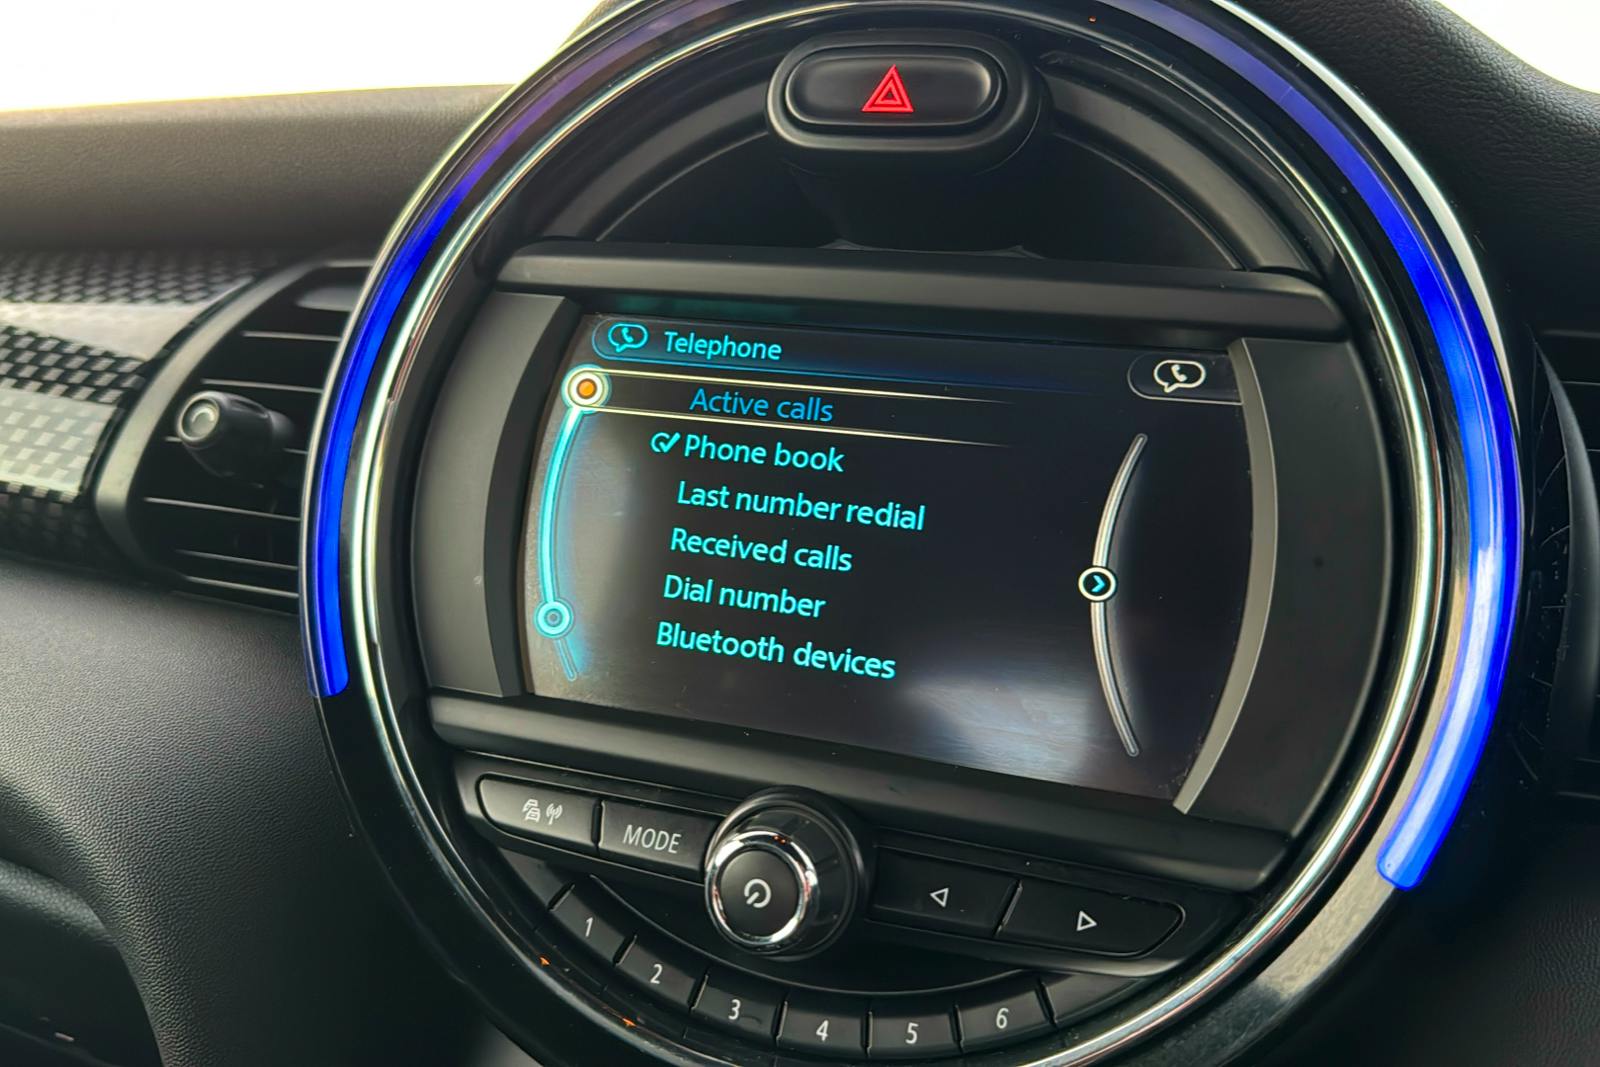 Telephone
Active calls
Phone book
Last number redial
Received calls
Dial number
Bluetooth devices
MODE
1
2
3
4
5
6